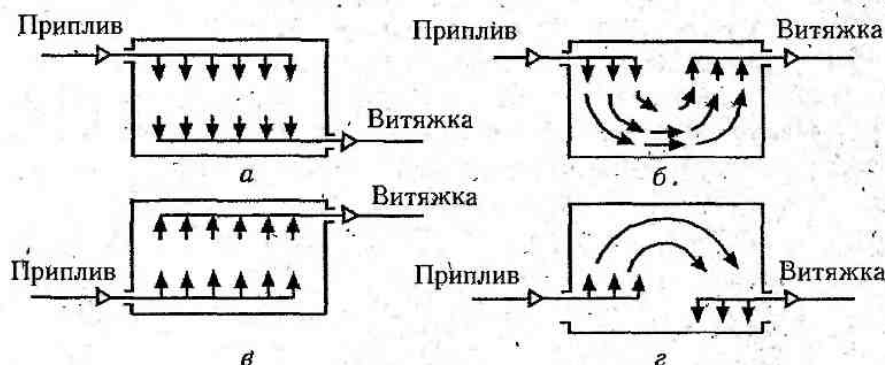 Приплив
Витяжка
а
Приплив
Витяжка
б.
Приплив
Витяжка
в
Приплив
Витяжка
г